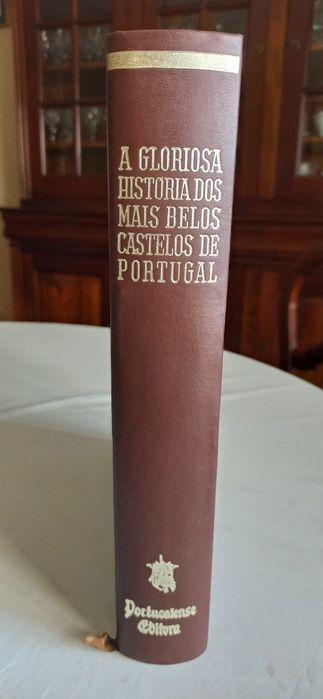 A GLORIOSA
HISTÓRIA DOS
MAIS BELOS
CASTELOS DE
PORTUGAL
Portucalense
Editora